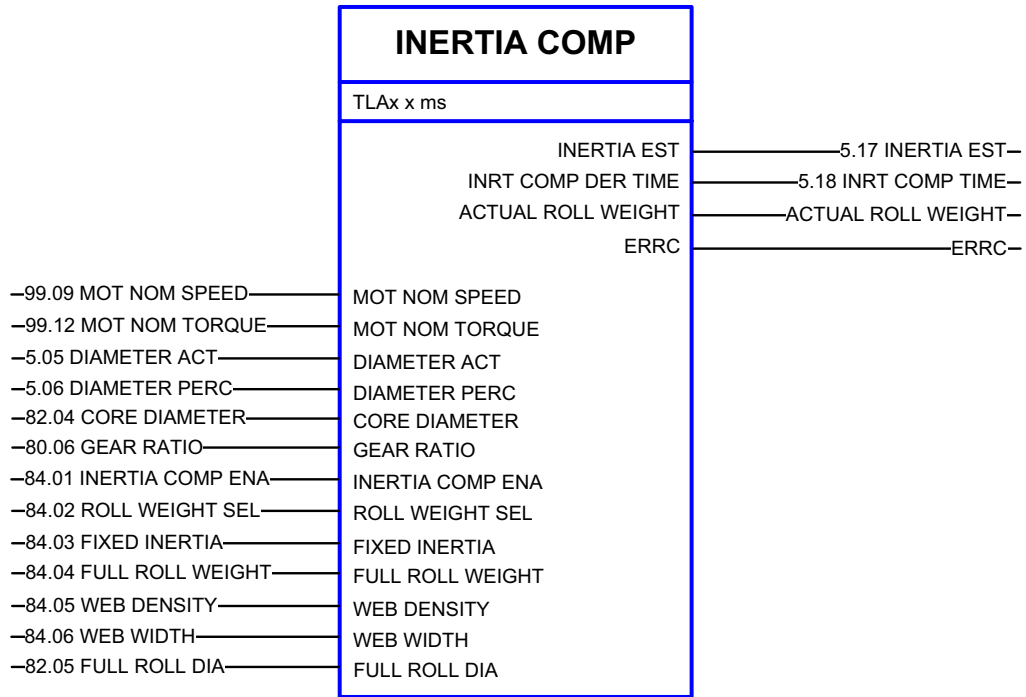 INERTIA COMP
TLAx x ms
INERTIA EST 5.17 INERTIA EST
INRT COMP DER TIME 5.18 INRT COMP TIME
ACTUAL ROLL WEIGHT ACTUAL ROLL WEIGHT
ERRC ERRC
99.09 MOT NOM SPEED MOT NOM SPEED
99.12 MOT NOM TORQUE MOT NOM TORQUE
5.05 DIAMETER ACT DIAMETER ACT
5.06 DIAMETER PERC DIAMETER PERC
82.04 CORE DIAMETER CORE DIAMETER
80.06 GEAR RATIO GEAR RATIO
84.01 INERTIA COMP ENA INERTIA COMP ENA
84.02 ROLL WEIGHT SEL ROLL WEIGHT SEL
84.03 FIXED INERTIA FIXED INERTIA
84.04 FULL ROLL WEIGHT FULL ROLL WEIGHT
84.05 WEB DENSITY WEB DENSITY
84.06 WEB WIDTH WEB WIDTH
82.05 FULL ROLL DIA FULL ROLL DIA